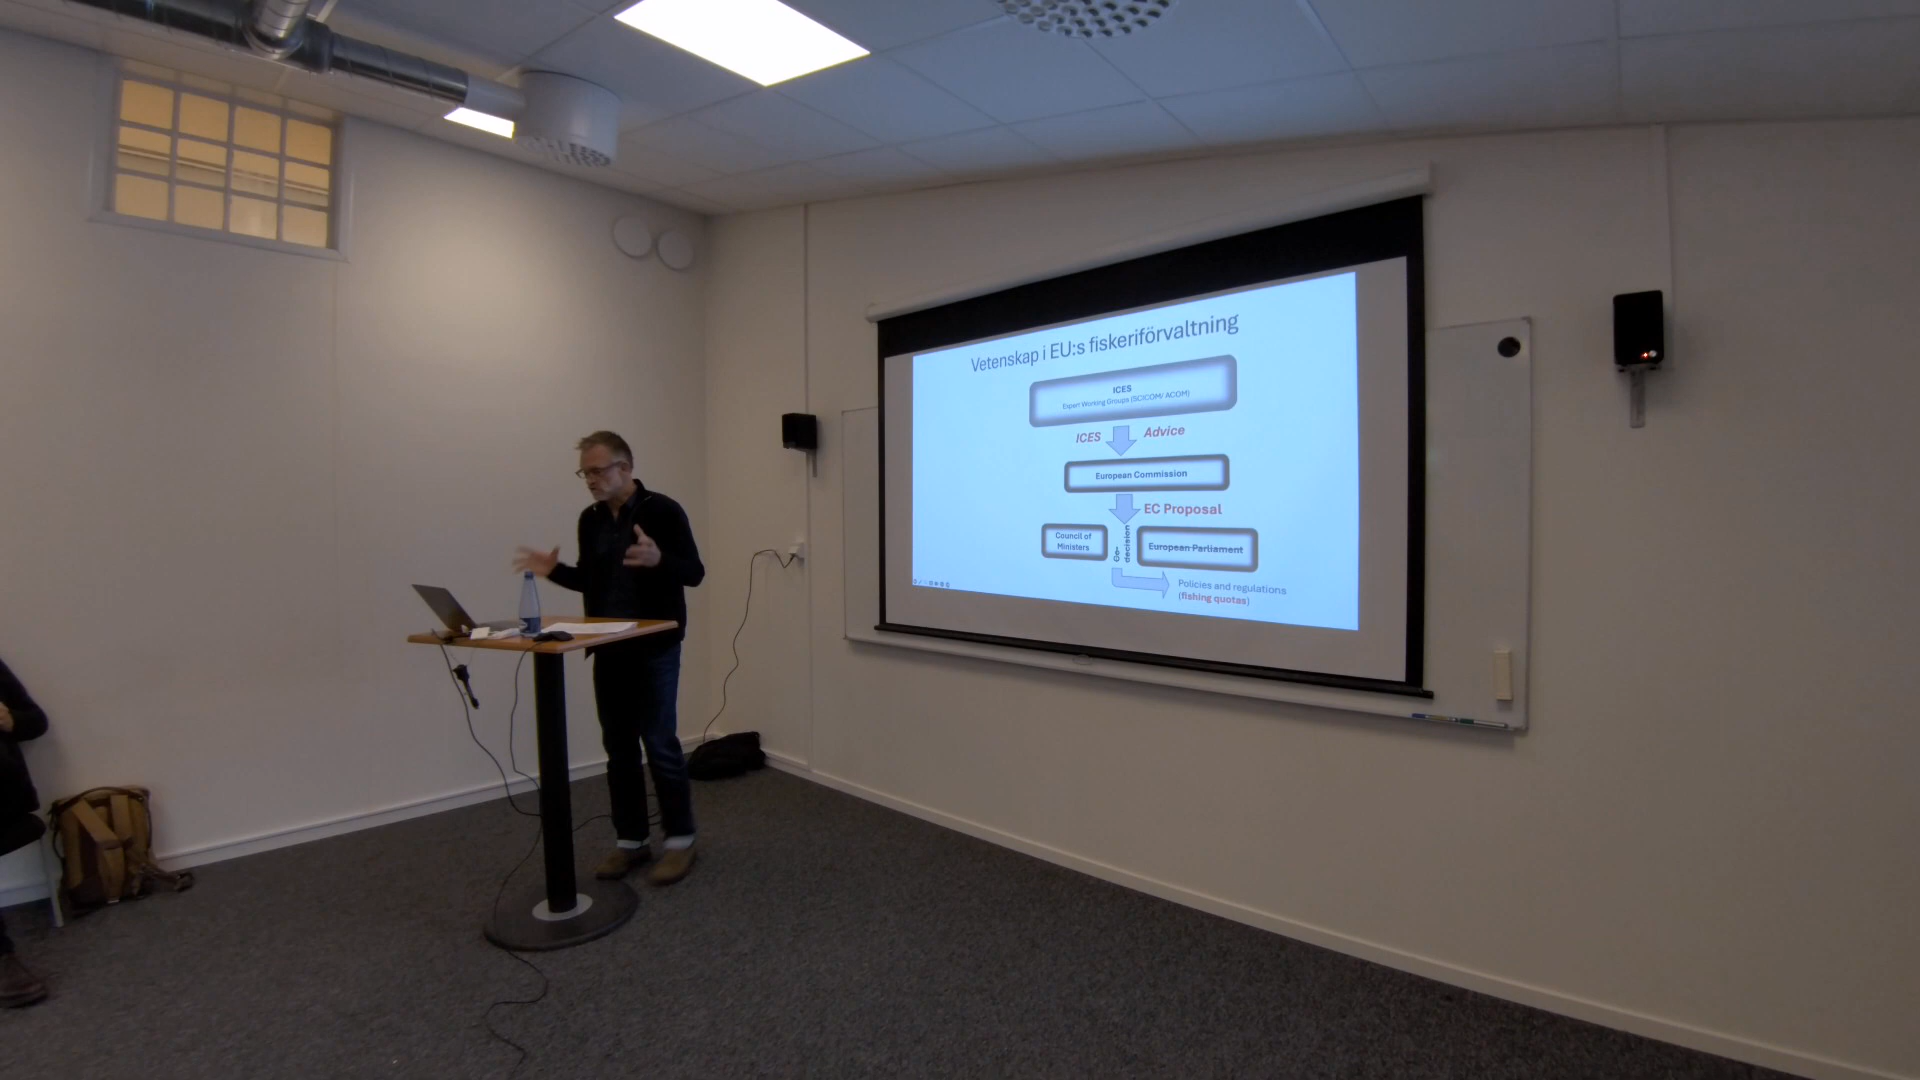 Vetenskap i EU:s fiskeriförvaltning
ICES
Expert Working Groups (SCICOM/ ACOM)
ICES Advice
European Commission
EC Proposal
Council of
Ministers
Co-
decision
European Parliament
Policies and regulations
(fishing quotas)